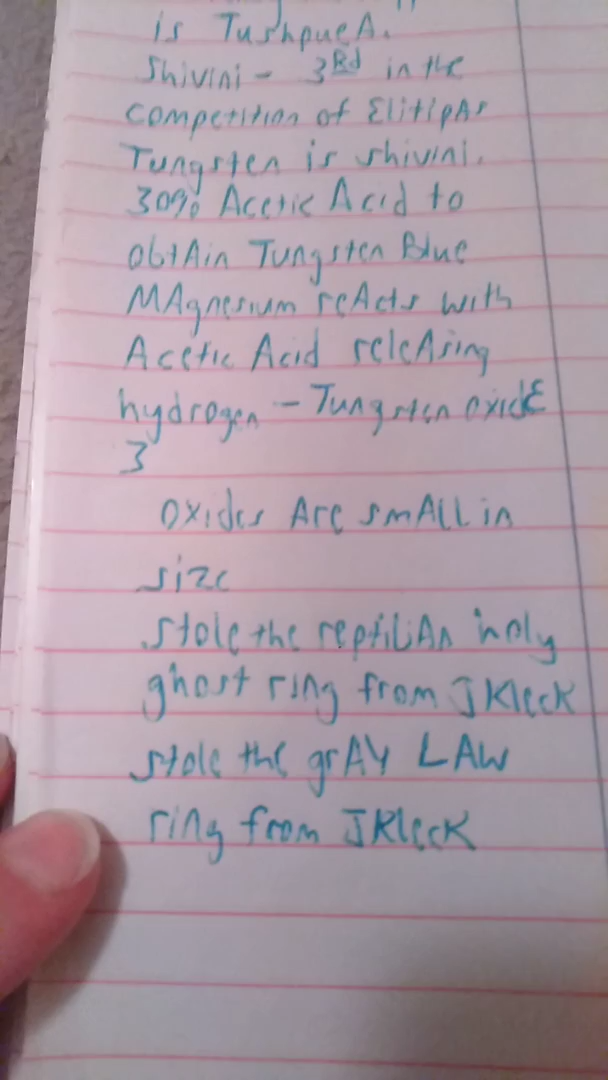 is TushpueA.
Shivini - 3Rd in the
competition of ElitipAs
Tungsten is shivini.
30% Acetic Acid to
obtAin Tungsten Blue
MAgnesium reActs with
Acetic Acid releAsing
hydrogen - Tungsten oxidE
3
oxides Are smALL in
size
stole the reptiliAn holy
ghost ring from JKlecK
stole the grAY LAW
ring from JKlecK